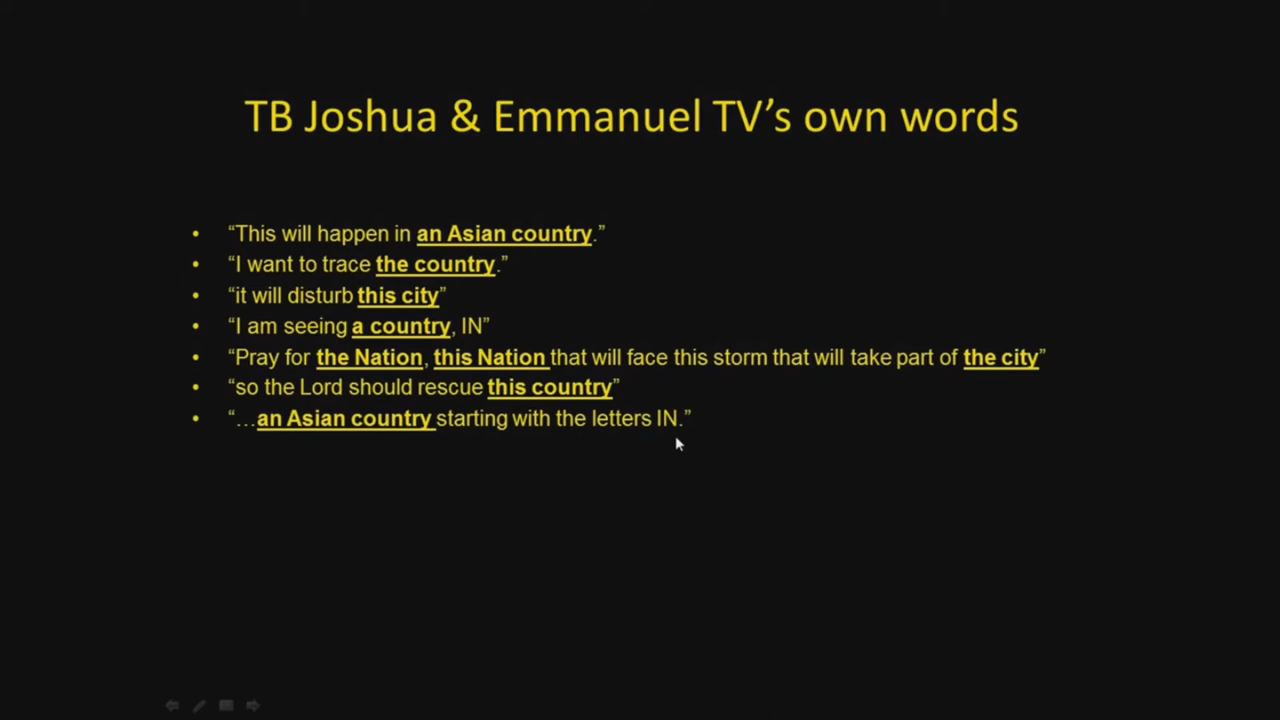 TB Joshua & Emmanuel TV’s own words
• “This will happen in an Asian country.”
• “I want to trace the country.”
• “it will disturb this city”
• “I am seeing a country, IN”
• “Pray for the Nation, this Nation that will face this storm that will take part of the city”
• “so the Lord should rescue this country”
• “…an Asian country starting with the letters IN.”